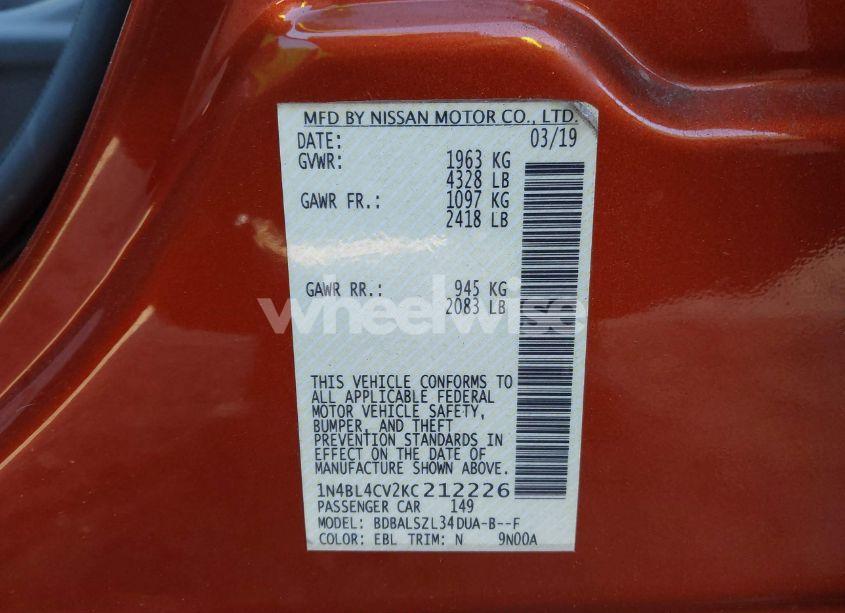 MFD BY NISSAN MOTOR CO., LTD.
DATE: 03/19
GVWR: 1963 KG
4328 LB
GAWR FR.: 1097 KG
2418 LB
GAWR RR.: 945 KG
2083 LB
wheelwise
THIS VEHICLE CONFORMS TO
ALL APPLICABLE FEDERAL
MOTOR VEHICLE SAFETY,
BUMPER, AND THEFT
PREVENTION STANDARDS IN
EFFECT ON THE DATE OF
MANUFACTURE SHOWN ABOVE.
1N4BL4CV2KC212226
PASSENGER CAR 149
MODEL: BDBALSZL34DUA-B--F
COLOR: EBL TRIM: N 9N00A